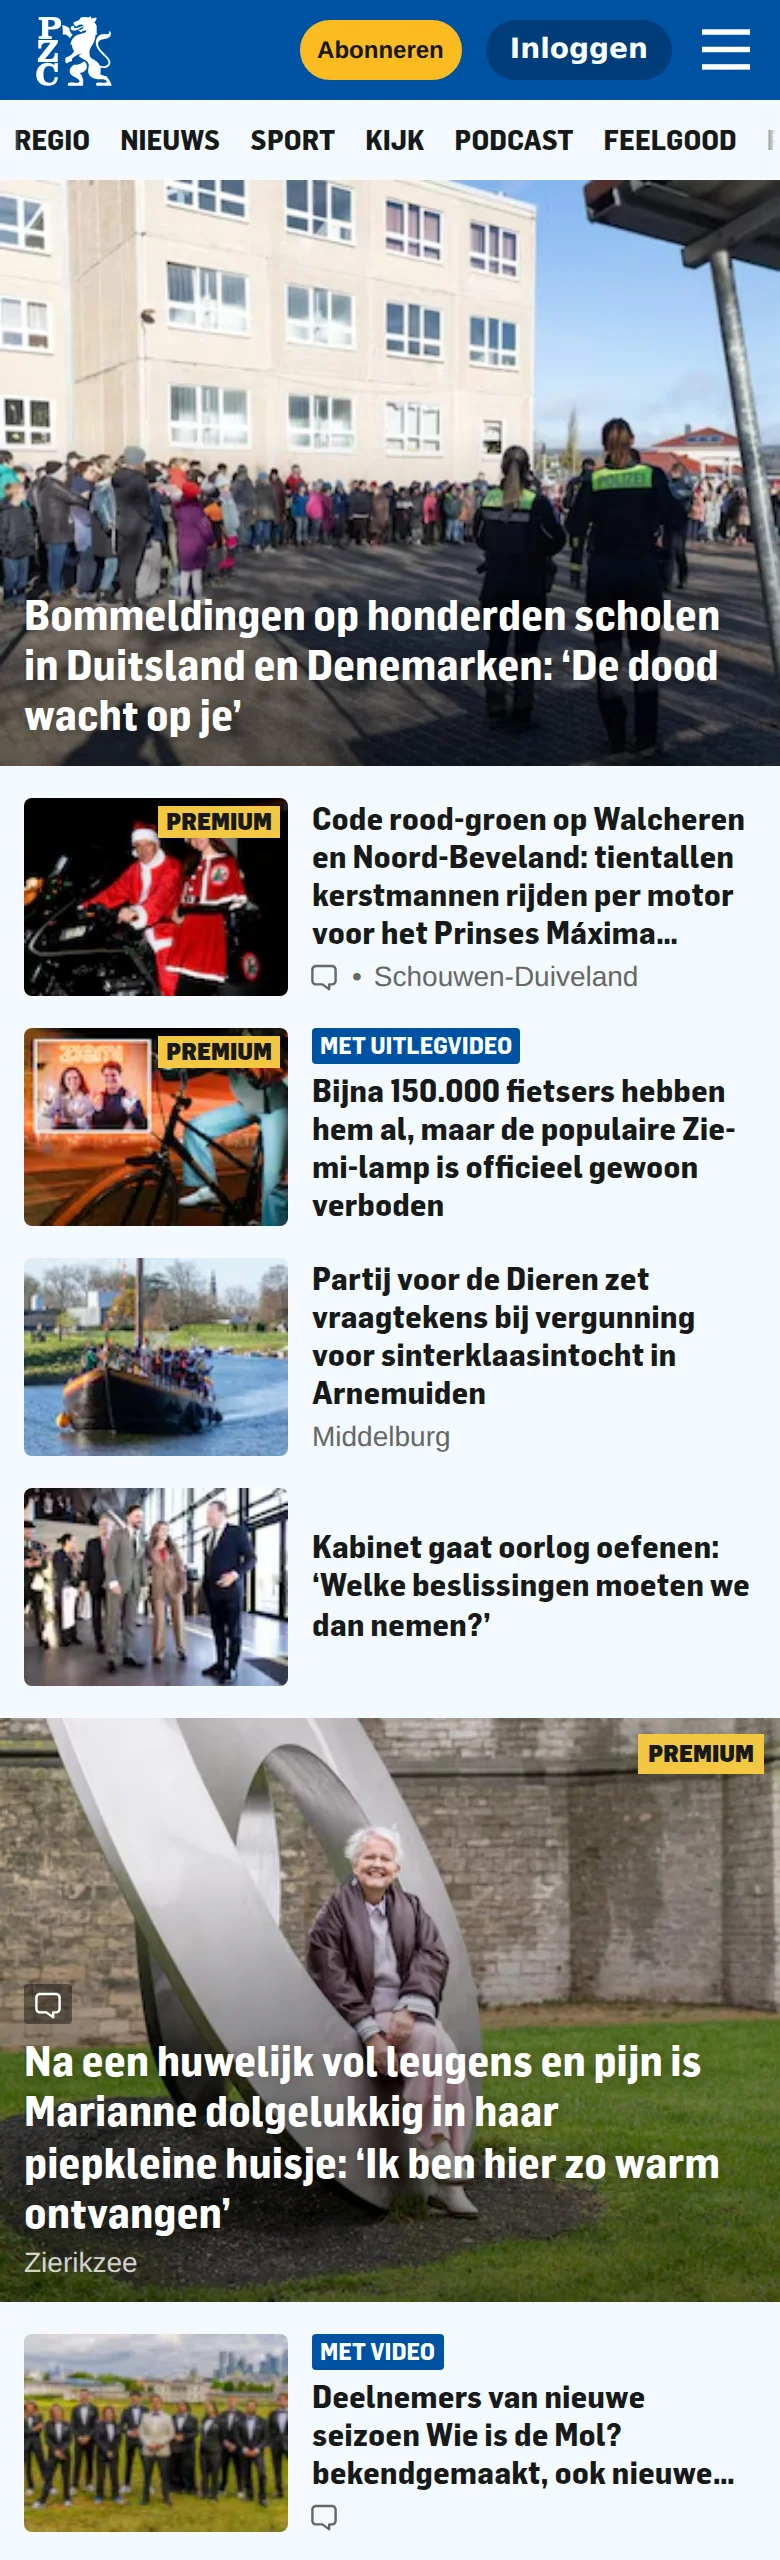 PZC
Abonneren
Inloggen
REGIO NIEUWS SPORT KIJK PODCAST FEELGOOD
POLIZEI
Bommeldingen op honderden scholen
in Duitsland en Denemarken: ‘De dood
wacht op je’
PREMIUM
Code rood-groen op Walcheren
en Noord-Beveland: tientallen
kerstmannen rijden per motor
voor het Prinses Máxima...
• Schouwen-Duiveland
PREMIUM
MET UITLEGVIDEO
Bijna 150.000 fietsers hebben
hem al, maar de populaire Zie-
mi-lamp is officieel gewoon
verboden
Partij voor de Dieren zet
vraagtekens bij vergunning
voor sinterklaasintocht in
Arnemuiden
Middelburg
Kabinet gaat oorlog oefenen:
‘Welke beslissingen moeten we
dan nemen?’
PREMIUM
Na een huwelijk vol leugens en pijn is
Marianne dolgelukkig in haar
piepkleine huisje: ‘Ik ben hier zo warm
ontvangen’
Zierikzee
MET VIDEO
Deelnemers van nieuwe
seizoen Wie is de Mol?
bekendgemaakt, ook nieuwe...